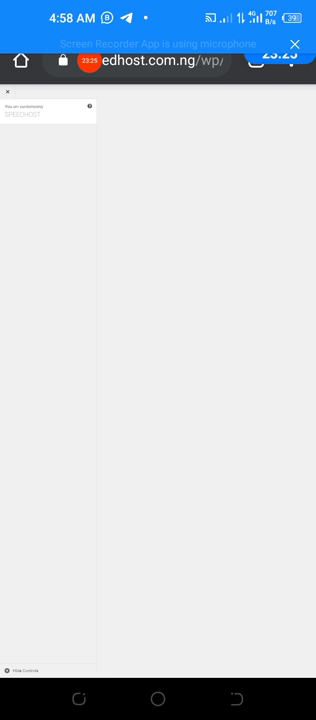 4:58 AM
4G
707
B/s
39
Screen Recorder App is using microphone
23:25
edhost.com.ng/wp/
23:25
You are customizing
SPEEDHOST
Hide Controls